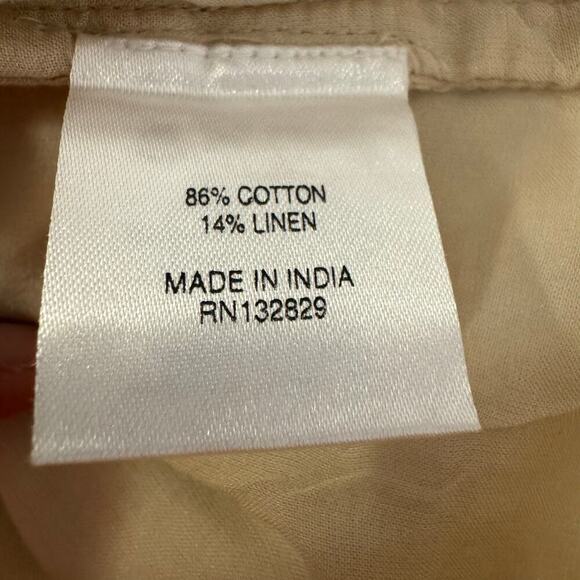 86% COTTON
14% LINEN
MADE IN INDIA
RN132829